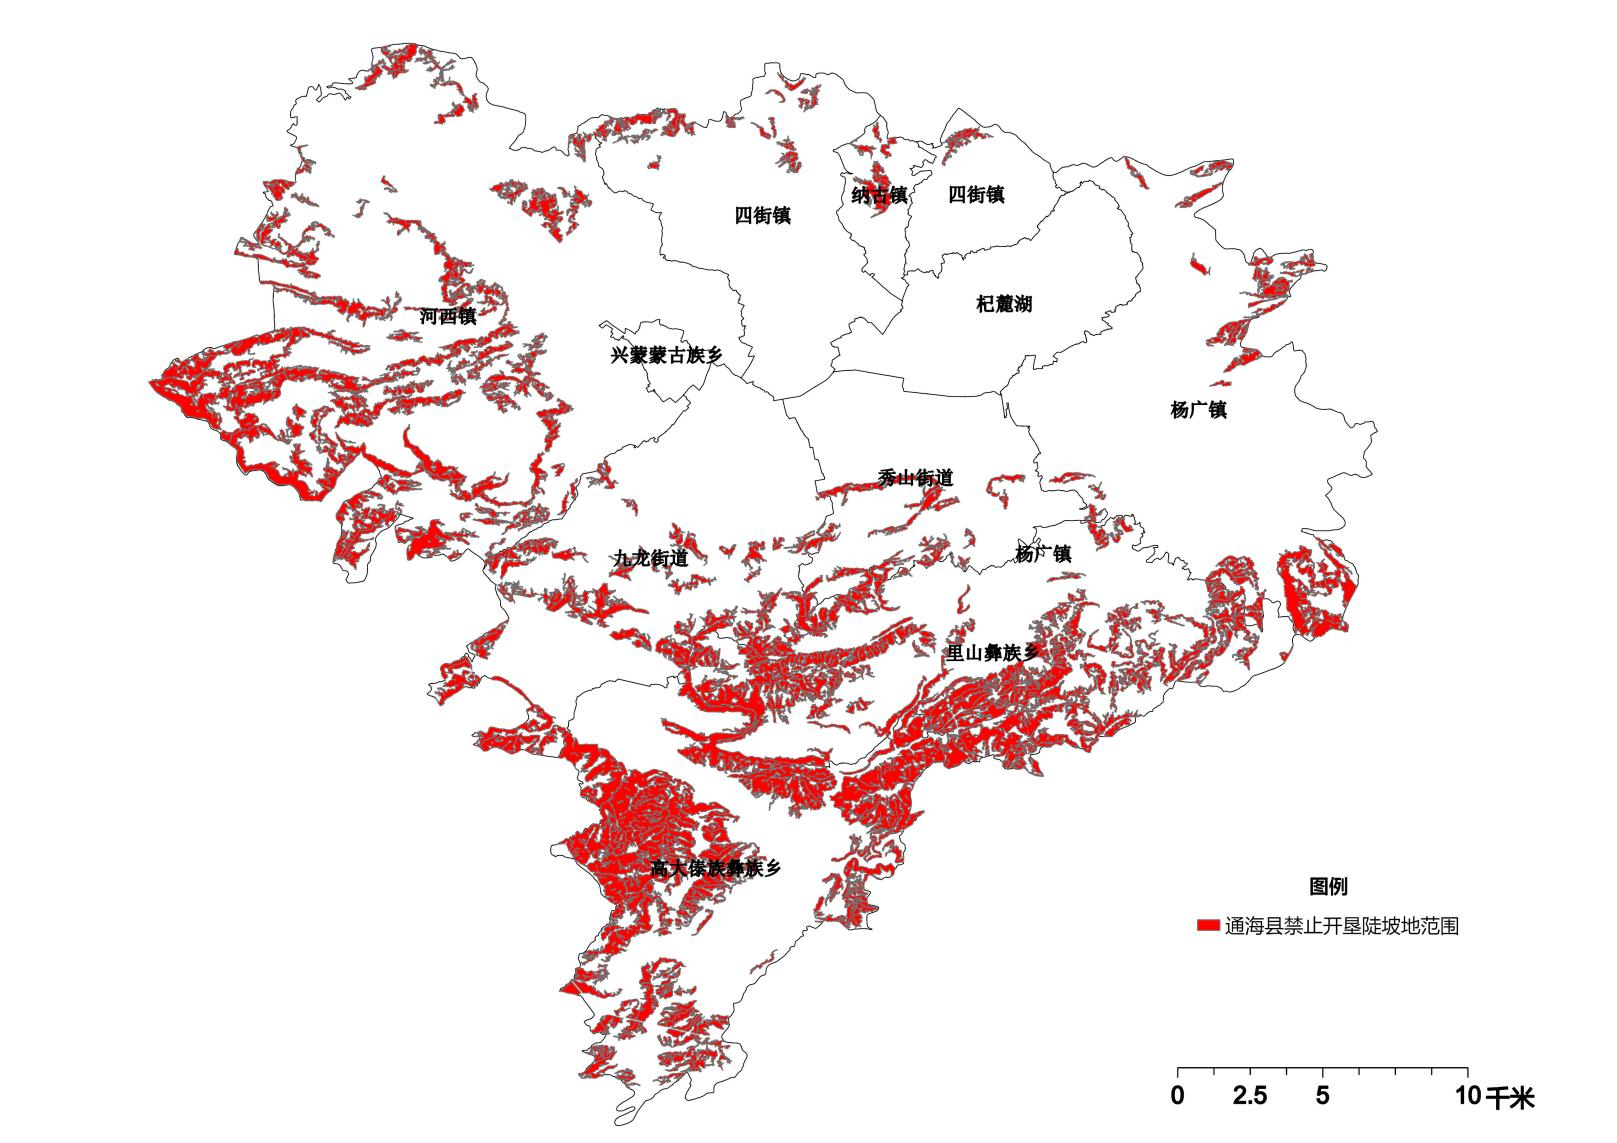 纳古镇
四街镇
四街镇
杞麓湖
河西镇
兴蒙蒙古族乡
杨广镇
秀山街道
杨广镇
九龙街道
里山彝族乡
高大傣族彝族乡
图例
通海县禁止开垦陡坡地范围
0 2.5 5 10 千米